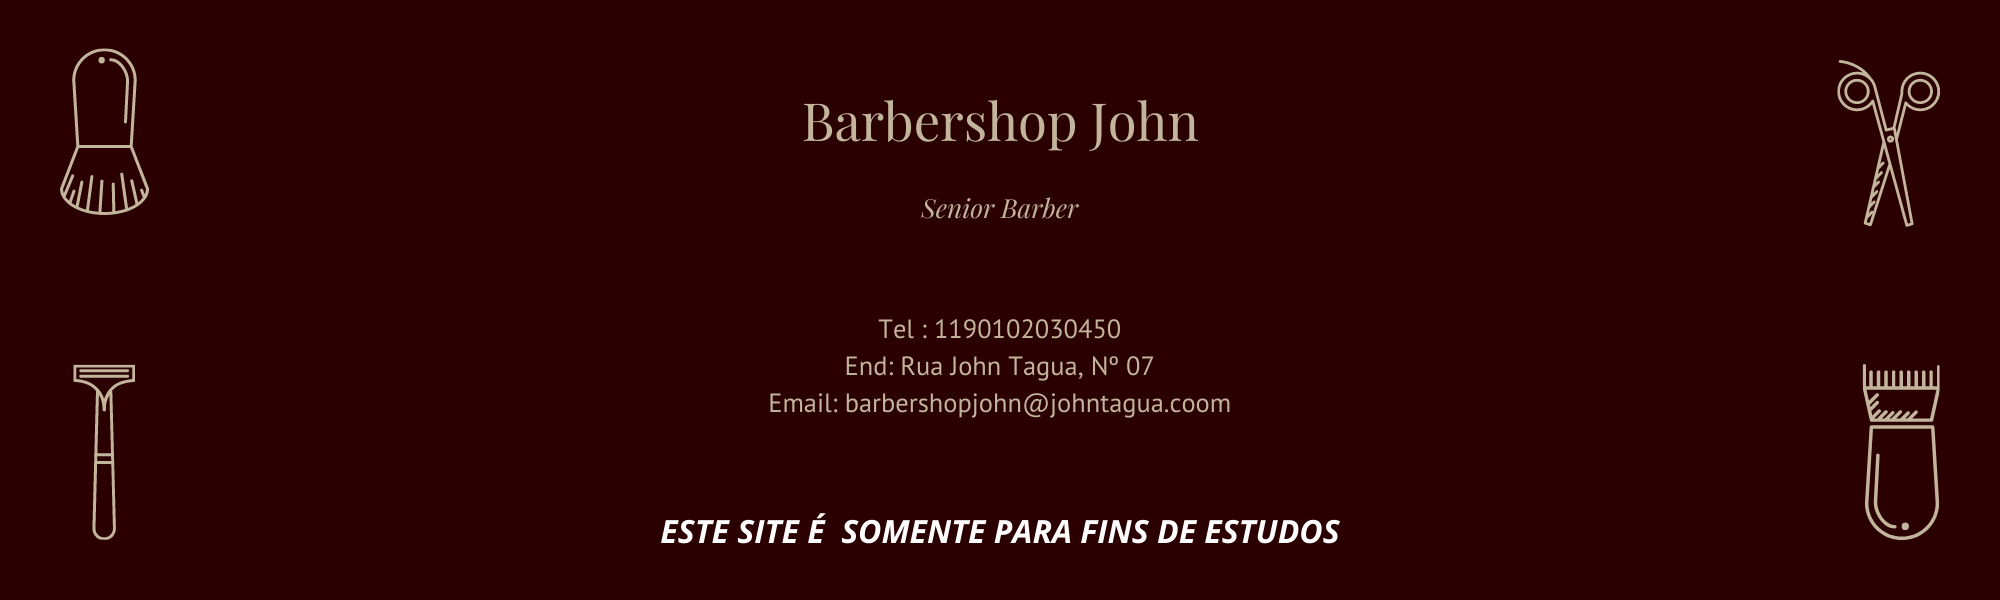 Barbershop John
Senior Barber
Tel : 1190102030450
End: Rua John Tagua, Nº 07
Email: barbershopjohn@johntagua.coom
ESTE SITE É  SOMENTE PARA FINS DE ESTUDOS